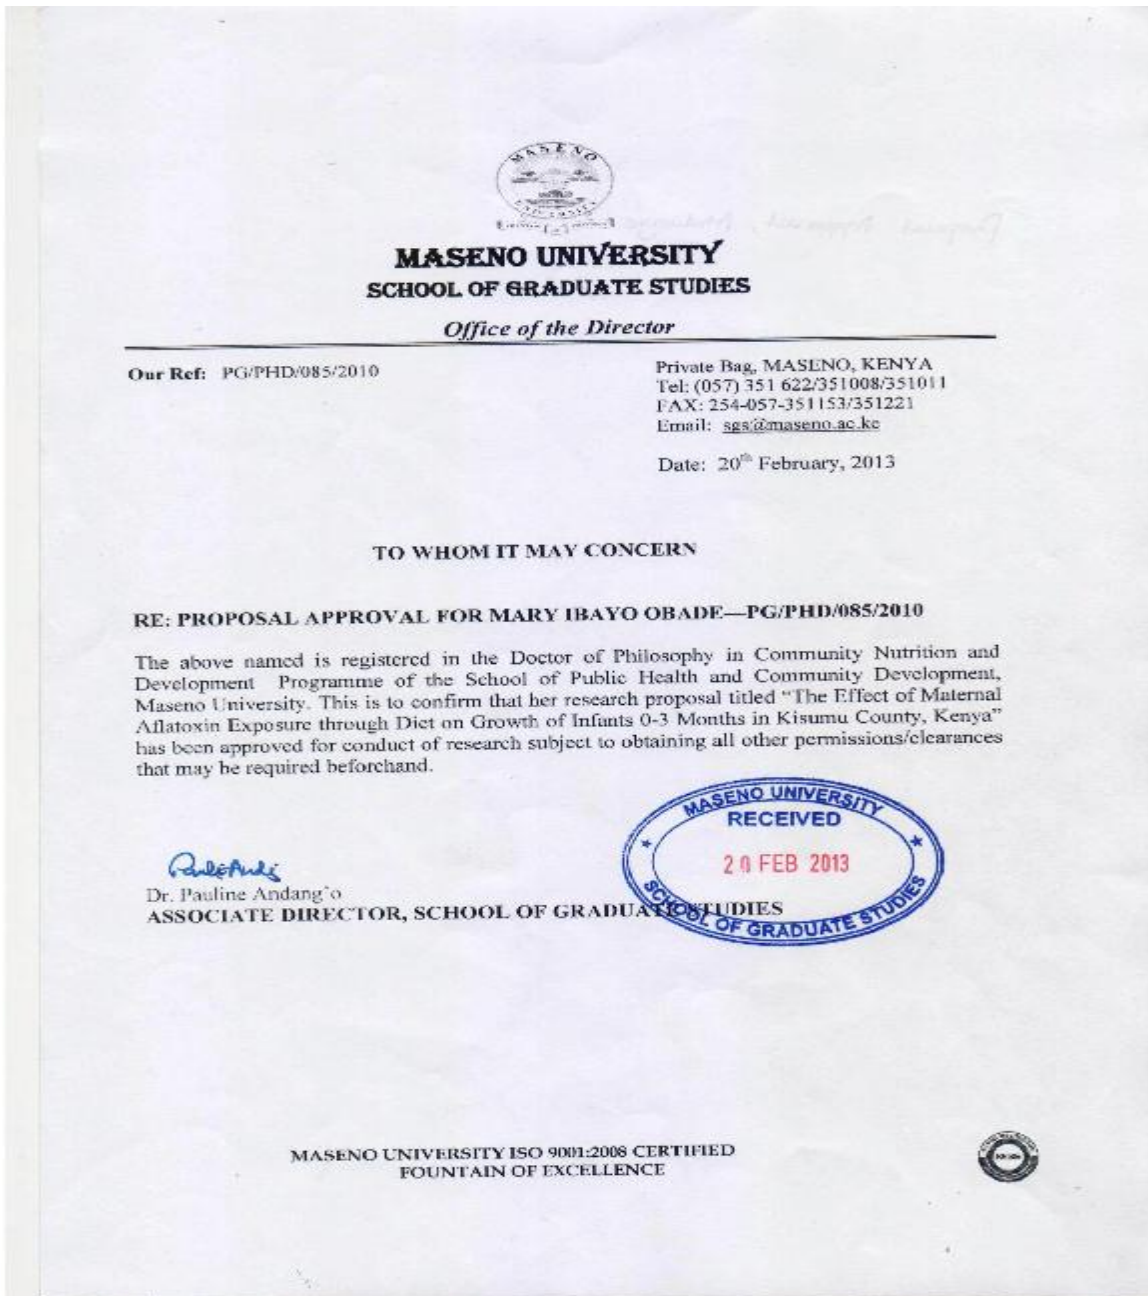 MASENO
UNIVERSITY
MASENO UNIVERSITY
SCHOOL OF GRADUATE STUDIES
Office of the Director
Our Ref: PG/PHD/085/2010
Private Bag, MASENO, KENYA
Tel: (057) 351 622/351008/351011
FAX: 254-057-351153/351221
Email: sgs@maseno.ac.ke
Date: 20th February, 2013
TO WHOM IT MAY CONCERN
RE: PROPOSAL APPROVAL FOR MARY IBAYO OBADE—PG/PHD/085/2010
The above named is registered in the Doctor of Philosophy in Community Nutrition and
Development Programme of the School of Public Health and Community Development,
Maseno University. This is to confirm that her research proposal titled “The Effect of Maternal
Aflatoxin Exposure through Diet on Growth of Infants 0-3 Months in Kisumu County, Kenya”
has been approved for conduct of research subject to obtaining all other permissions/clearances
that may be required beforehand.
MASENO UNIVERSITY
RECEIVED
20 FEB 2013
SCHOOL OF GRADUATE STUDIES
Dr. Pauline Andang'o
ASSOCIATE DIRECTOR, SCHOOL OF GRADUATE STUDIES
MASENO UNIVERSITY ISO 9001:2008 CERTIFIED
FOUNTAIN OF EXCELLENCE